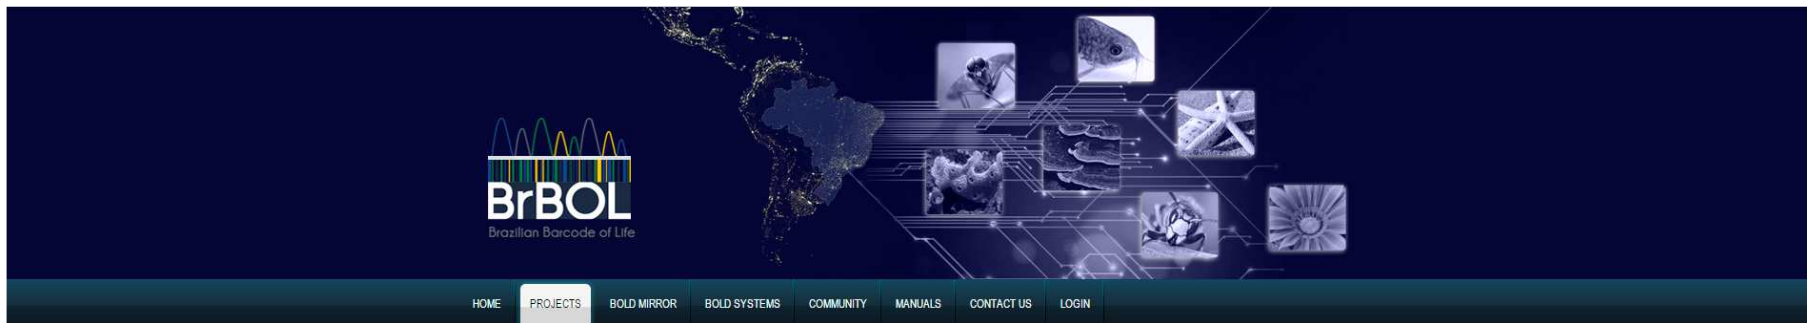 BrBOL
Brazilian Barcode of Life
HOME PROJECTS BOLD MIRROR BOLD SYSTEMS COMMUNITY MANUALS CONTACT US LOGIN